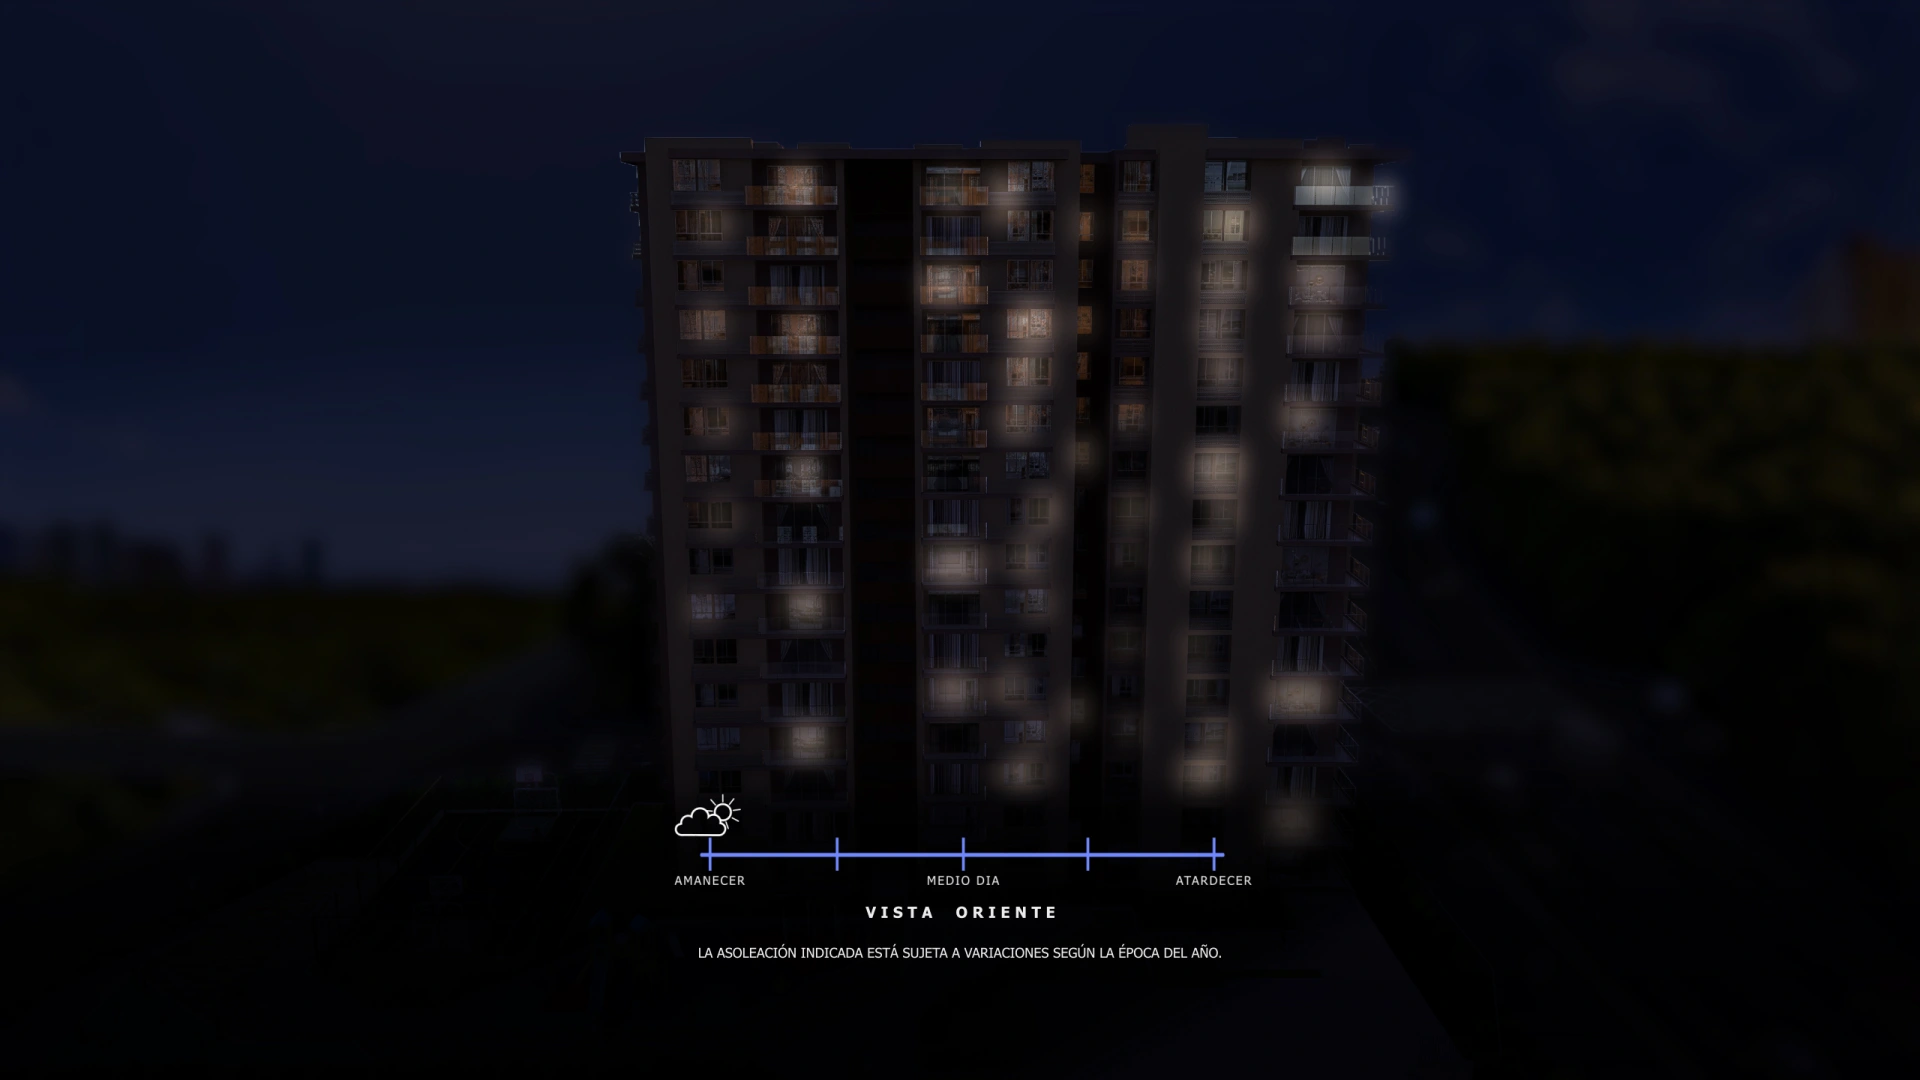 AMANECER
MEDIO DIA
ATARDECER
VISTA ORIENTE
LA ASOLEACIÓN INDICADA ESTÁ SUJETA A VARIACIONES SEGÚN LA ÉPOCA DEL AÑO.